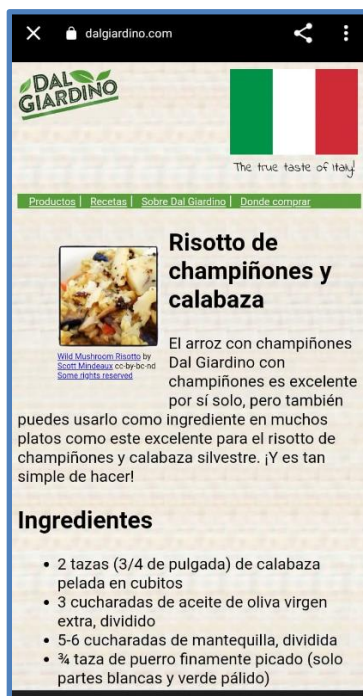 dalgiardino.com
DAL
GIARDINO
The true taste of Italy!
Productos | Recetas | Sobre Dal Giardino | Donde comprar
Risotto de
champiñones y
calabaza
Wild Mushroom Risotto by
Scott Mindeaux cc-by-bc-nd
Some rights reserved
El arroz con champiñones
Dal Giardino con
champiñones es excelente
por sí solo, pero también
puedes usarlo como ingrediente en muchos
platos como este excelente para el risotto de
champiñones y calabaza silvestre. ¡Y es tan
simple de hacer!
Ingredientes
• 2 tazas (3/4 de pulgada) de calabaza
pelada en cubitos
• 3 cucharadas de aceite de oliva virgen
extra, dividido
• 5-6 cucharadas de mantequilla, dividida
• ¾ taza de puerro finamente picado (solo
partes blancas y verde pálido)